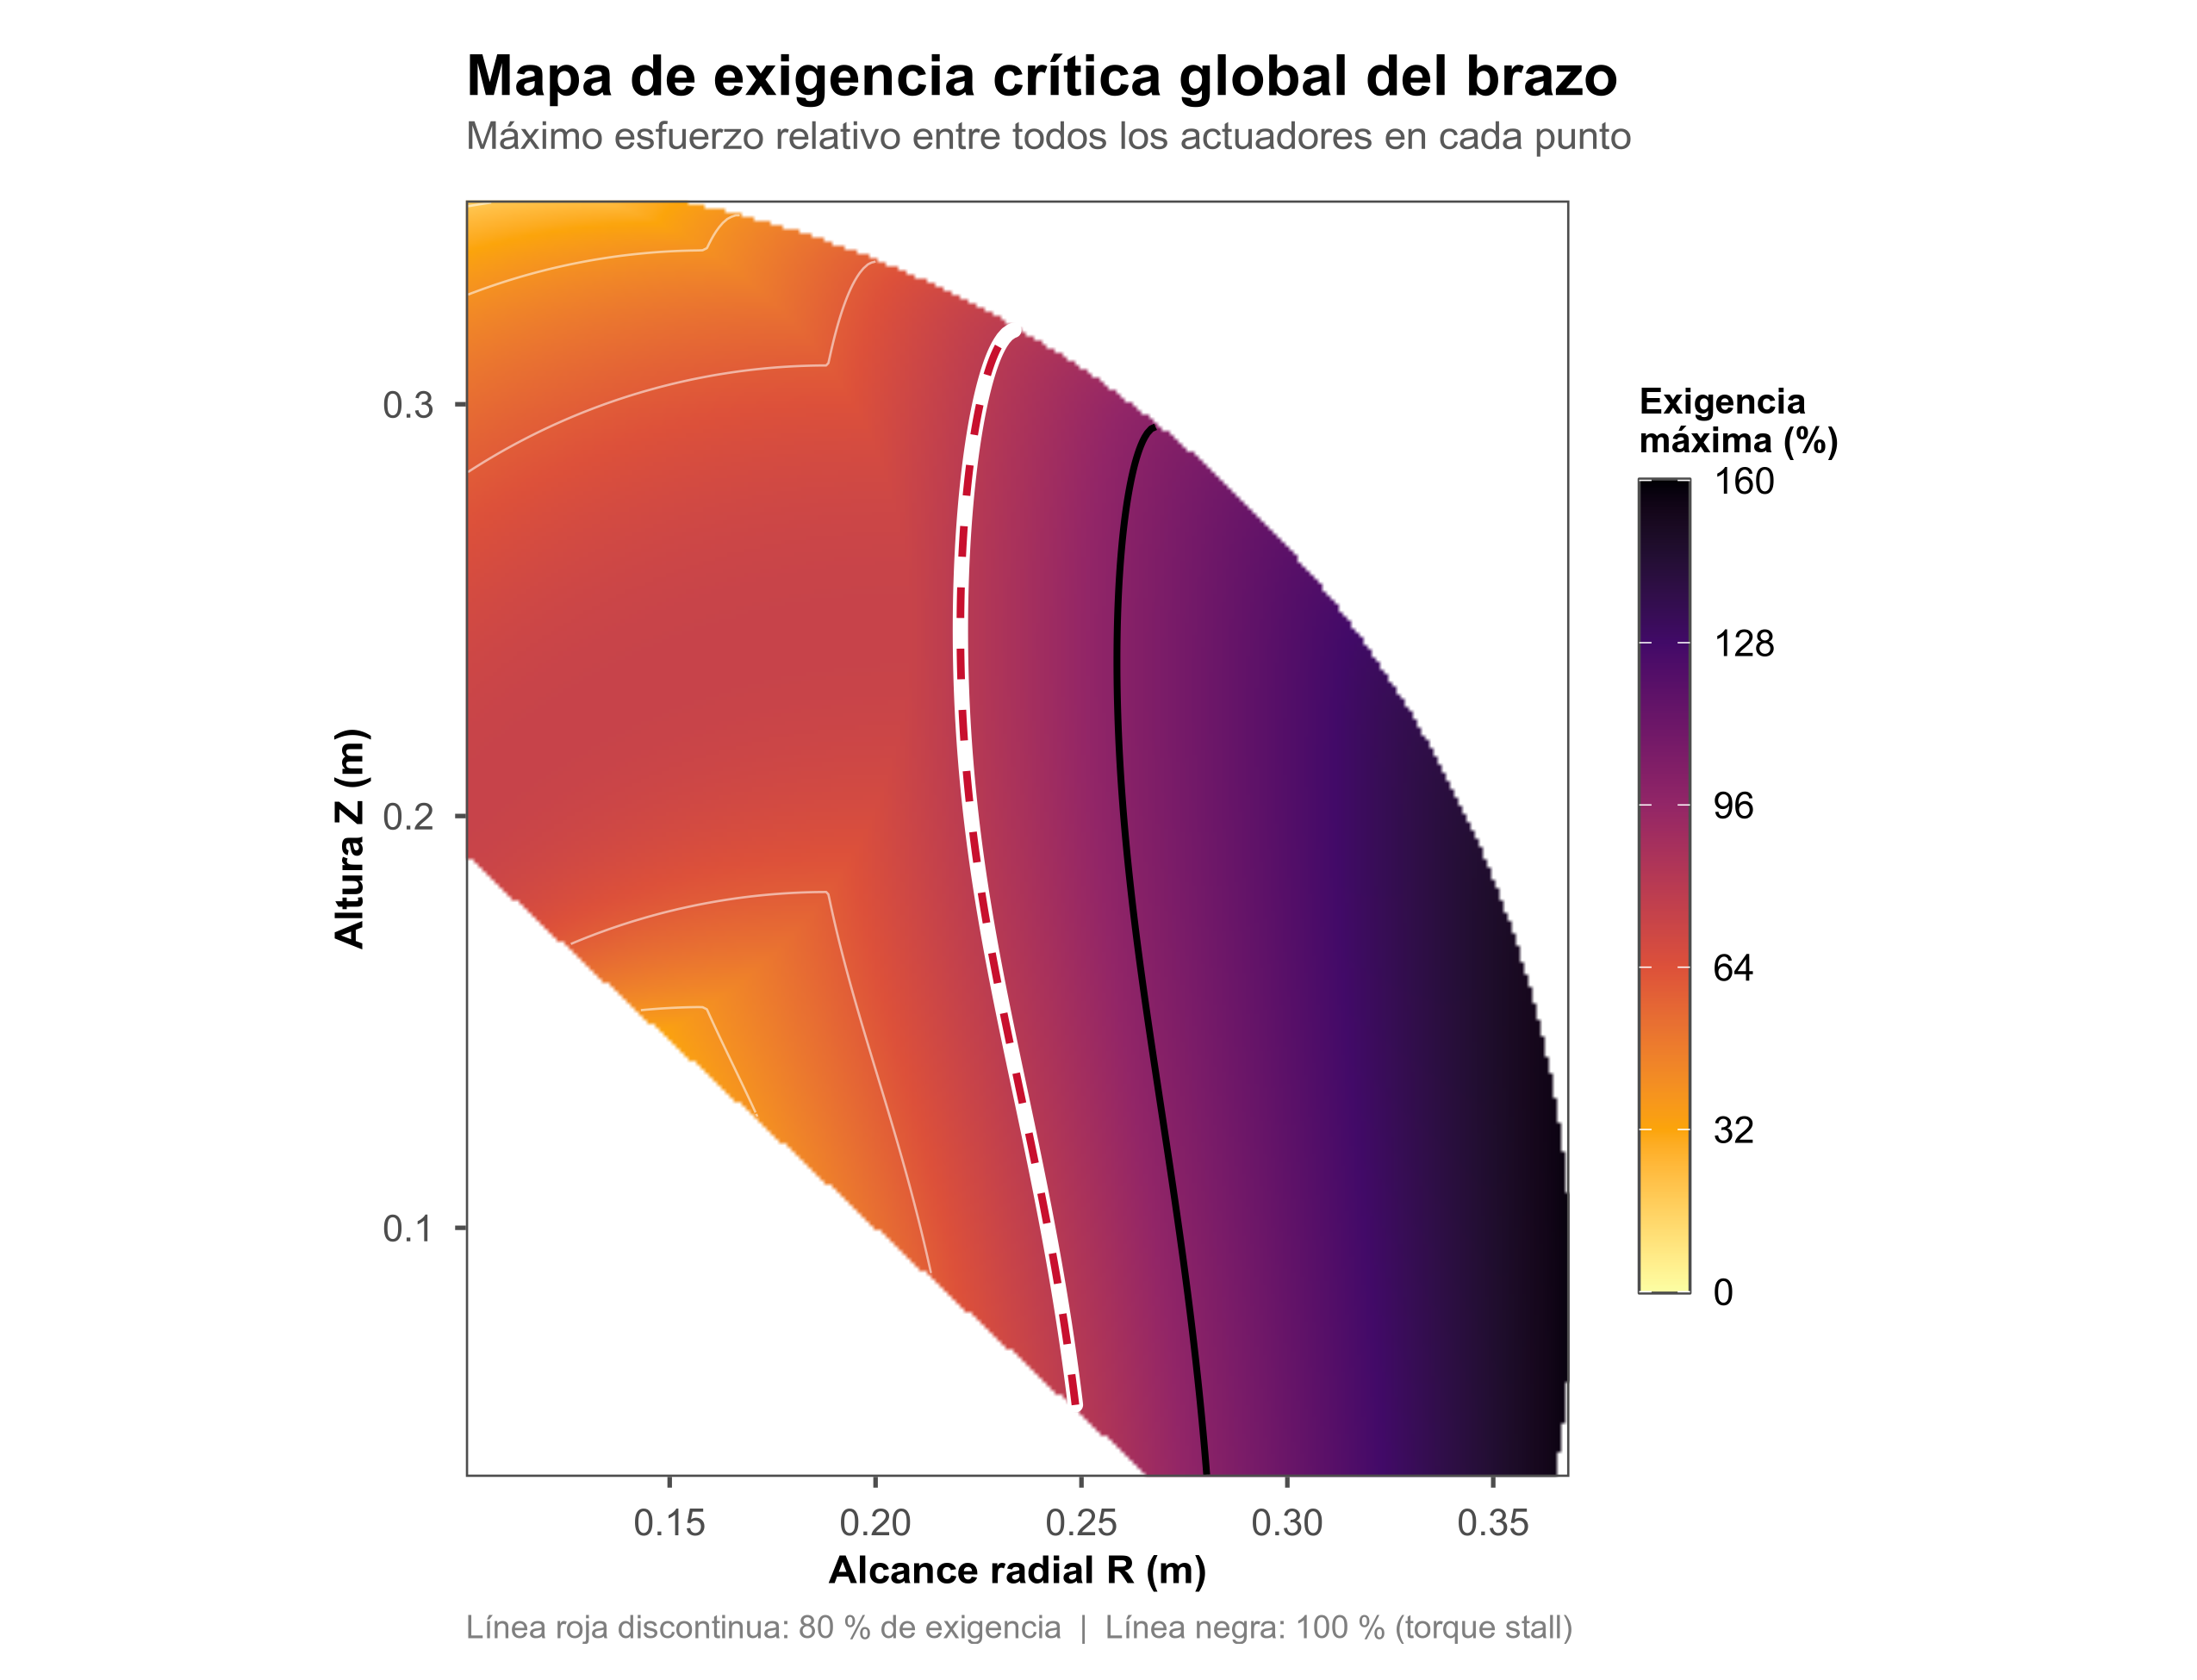 Mapa de exigencia crítica global del brazo
Máximo esfuerzo relativo entre todos los actuadores en cada punto
Exigencia
máxima (%)
160
128
96
64
32
0
Altura Z (m)
0.3
0.2
0.1
0.15 0.20 0.25 0.30 0.35
Alcance radial R (m)
Línea roja discontinua: 80 % de exigencia | Línea negra: 100 % (torque stall)